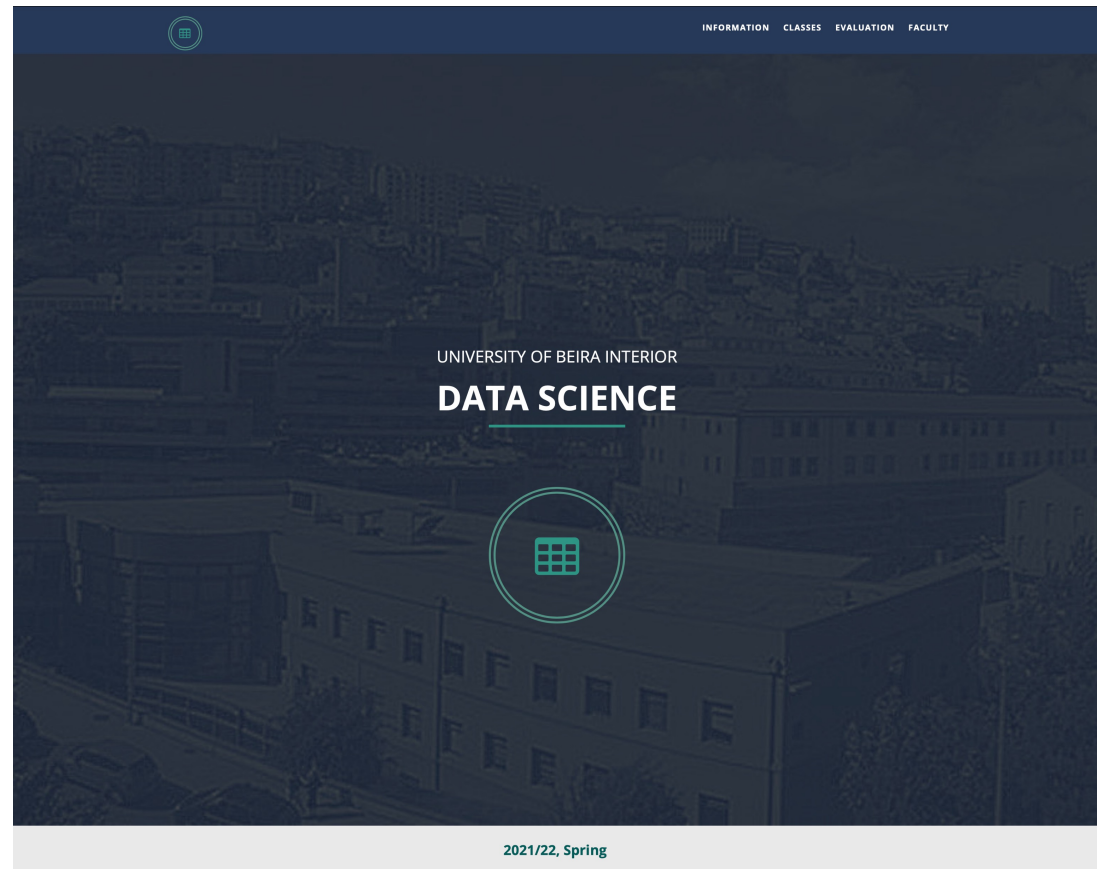 INFORMATION CLASSES EVALUATION FACULTY
UNIVERSITY OF BEIRA INTERIOR
DATA SCIENCE
2021/22, Spring